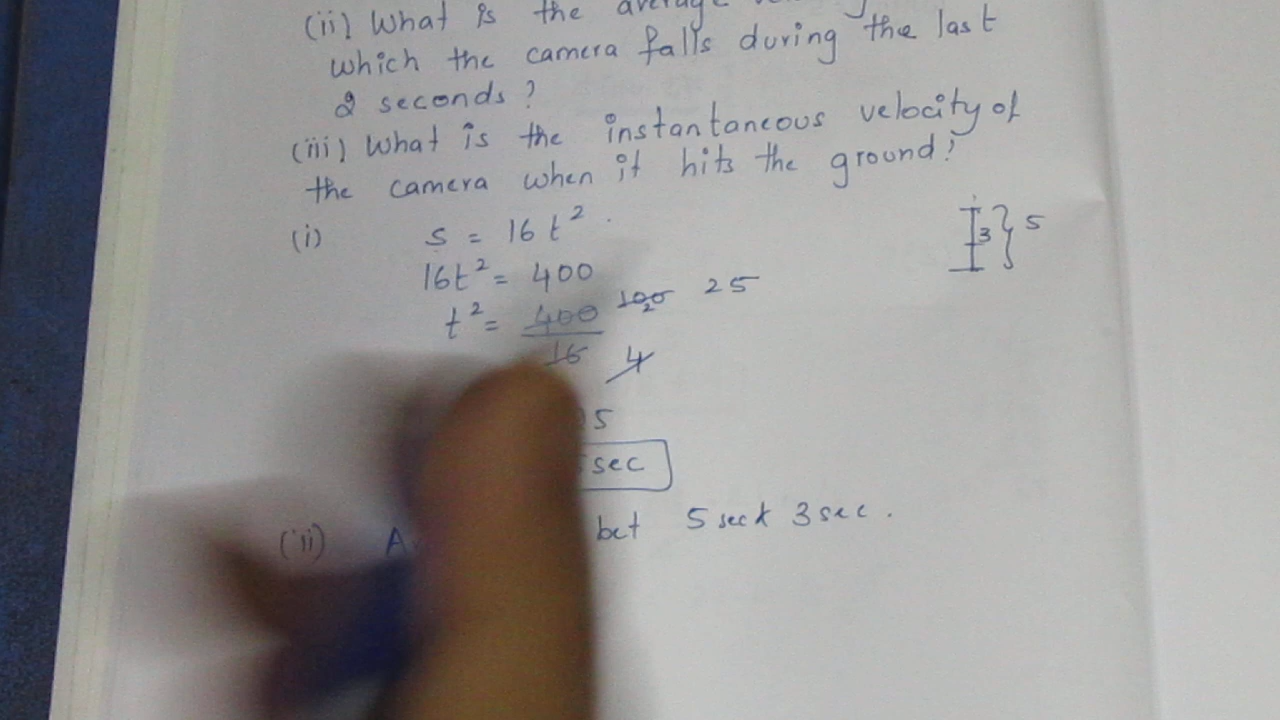 (ii) What is the average
which the camera falls during the last
2 seconds?
(iii) What is the instantaneous velocity of
the camera when it hits the ground?
(i) s = 16t²
3 } 5
16t² = 400
t² = 400 100 25
16 4
5
sec
(ii) bet 5 sec & 3 sec.